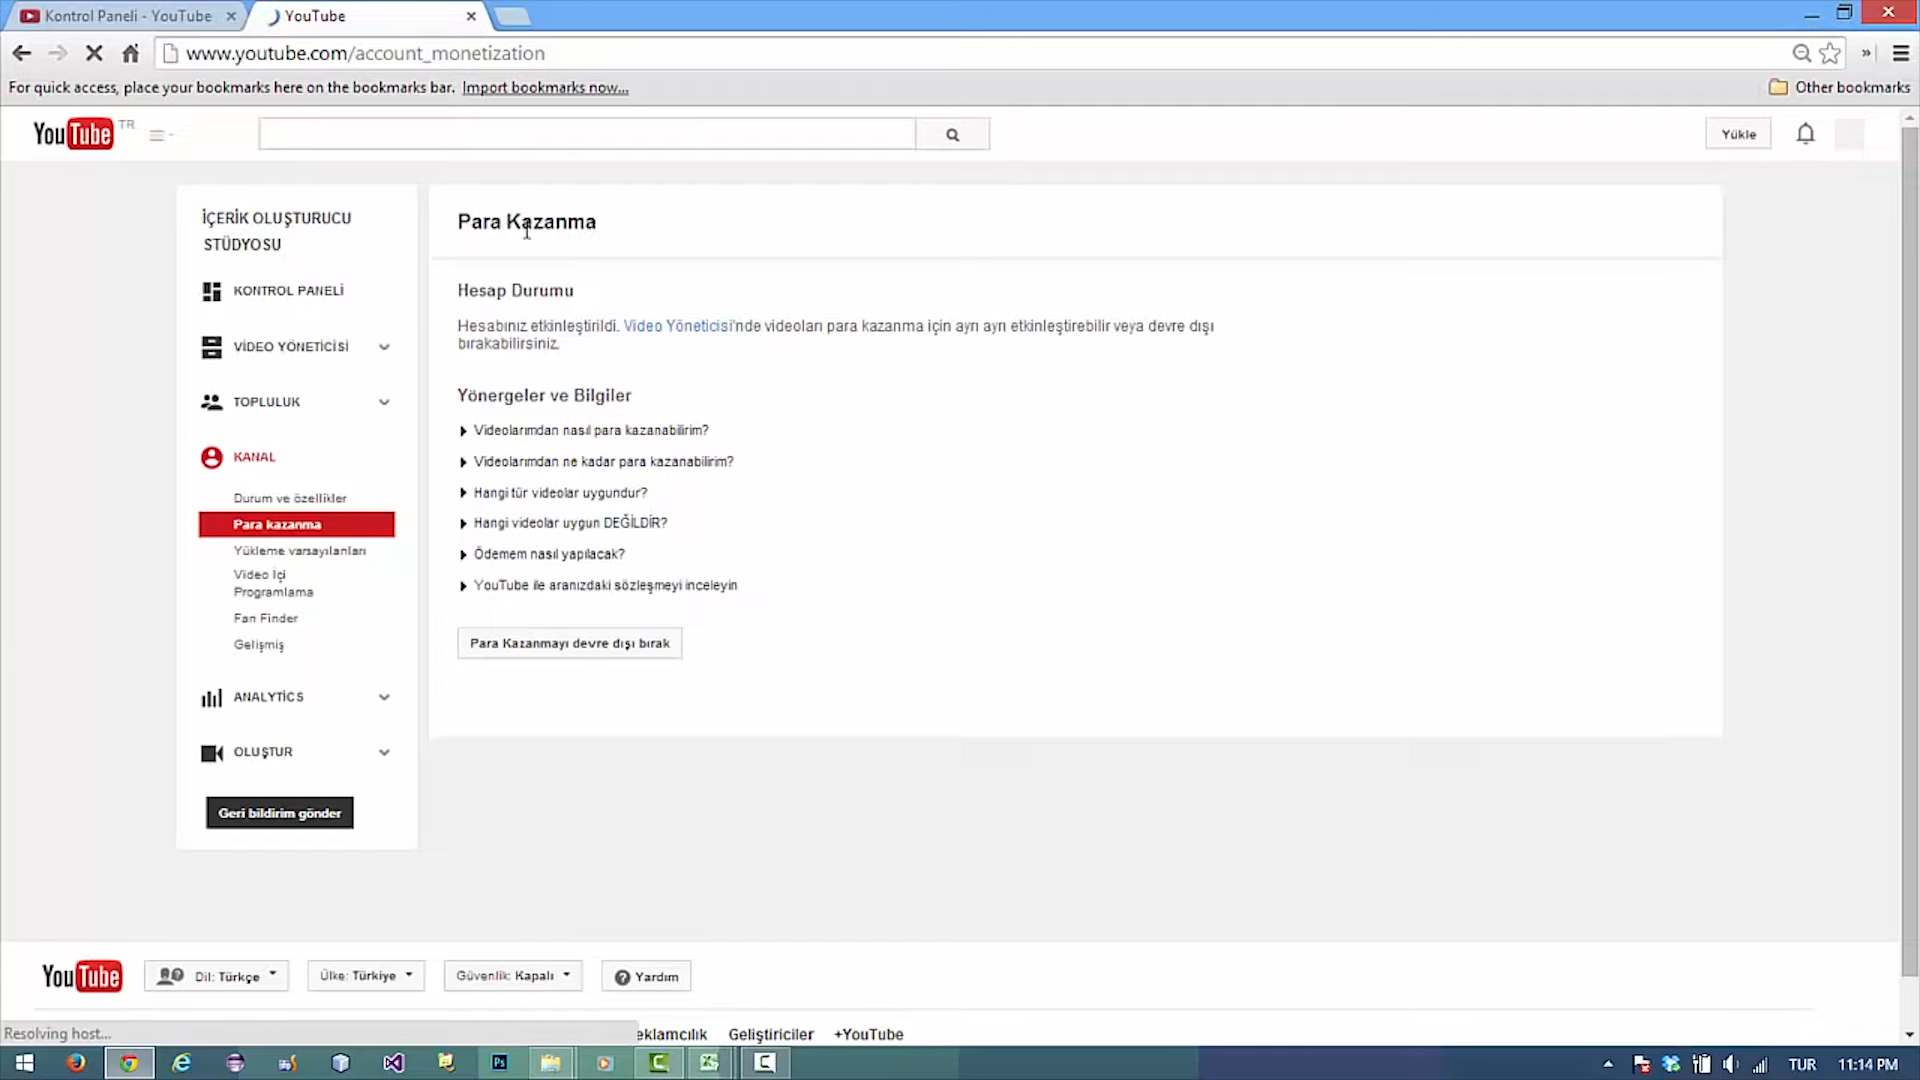 Kontrol Paneli - YouTube
YouTube
www.youtube.com/account_monetization
For quick access, place your bookmarks here on the bookmarks bar. Import bookmarks now...
Other bookmarks
YouTube TR
Yükle
İÇERİK OLUŞTURUCU
STÜDYOSU
KONTROL PANELİ
VİDEO YÖNETİCİSİ
TOPLULUK
KANAL
Durum ve özellikler
Para kazanma
Yükleme varsayılanları
Video İçi
Programlama
Fan Finder
Gelişmiş
ANALYTİCS
OLUŞTUR
Geri bildirim gönder
Para Kazanma
Hesap Durumu
Hesabınız etkinleştirildi. Video Yöneticisi'nde videoları para kazanma için ayrı ayrı etkinleştirebilir veya devre dışı
bırakabilirsiniz.
Yönergeler ve Bilgiler
Videolarımdan nasıl para kazanabilirim?
Videolarımdan ne kadar para kazanabilirim?
Hangi tür videolar uygundur?
Hangi videolar uygun DEĞİLDİR?
Ödemem nasıl yapılacak?
YouTube ile aranızdaki sözleşmeyi inceleyin
Para Kazanmayı devre dışı bırak
YouTube
Dil: Türkçe
Ülke: Türkiye
Güvenlik: Kapalı
Yardım
Resolving host...
eklamcılık
Geliştiriciler
+YouTube
Ps
TUR
11:14 PM